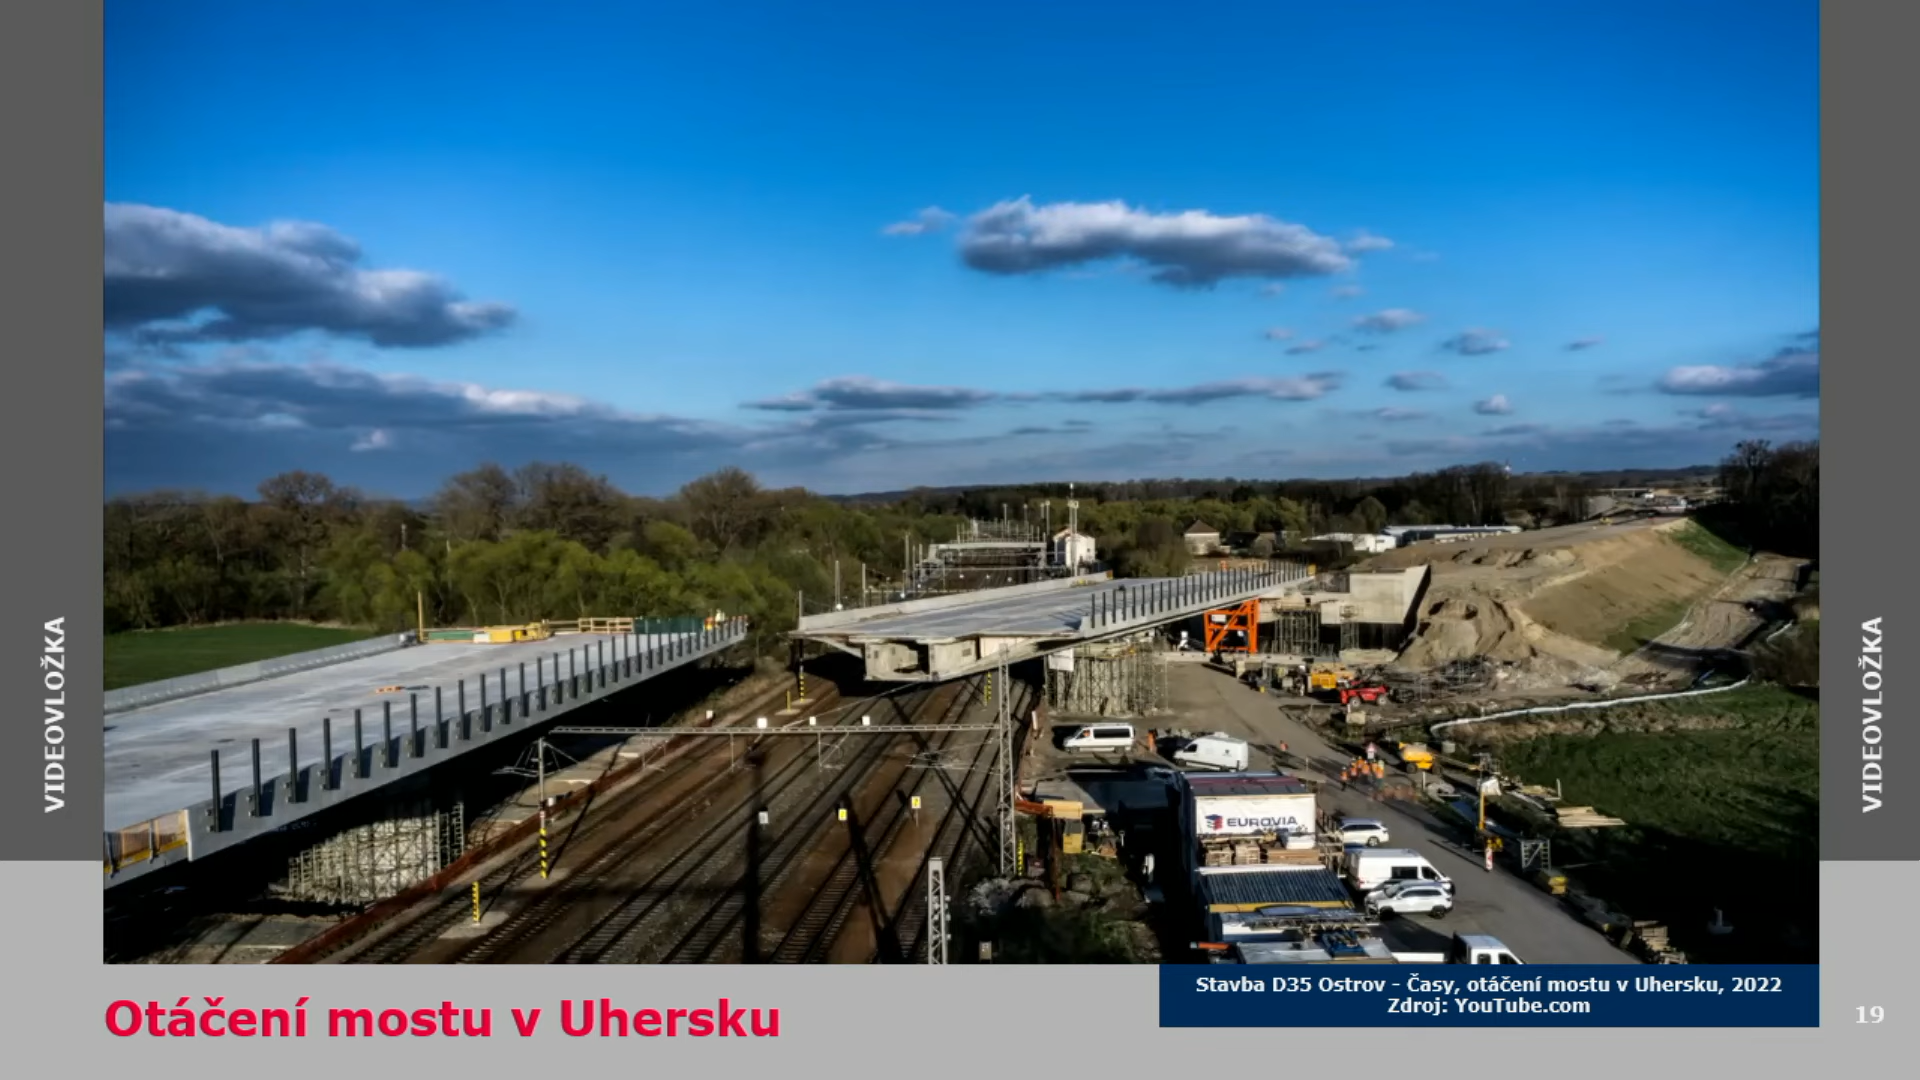 VIDEOVLOŽKA
VIDEOVLOŽKA
EUROVIA
Otáčení mostu v Uhersku
Stavba D35 Ostrov - Časy, otáčení mostu v Uhersku, 2022
Zdroj: YouTube.com
19